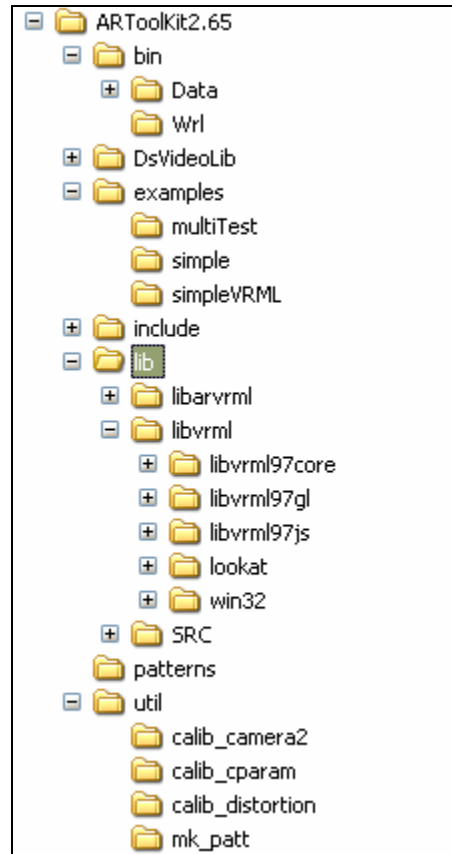 ARToolKit2.65
bin
Data
Wrl
DsVideoLib
examples
multiTest
simple
simpleVRML
include
lib
libarvrml
libvrml
libvrml97core
libvrml97gl
libvrml97js
lookat
win32
SRC
patterns
util
calib_camera2
calib_cparam
calib_distortion
mk_patt